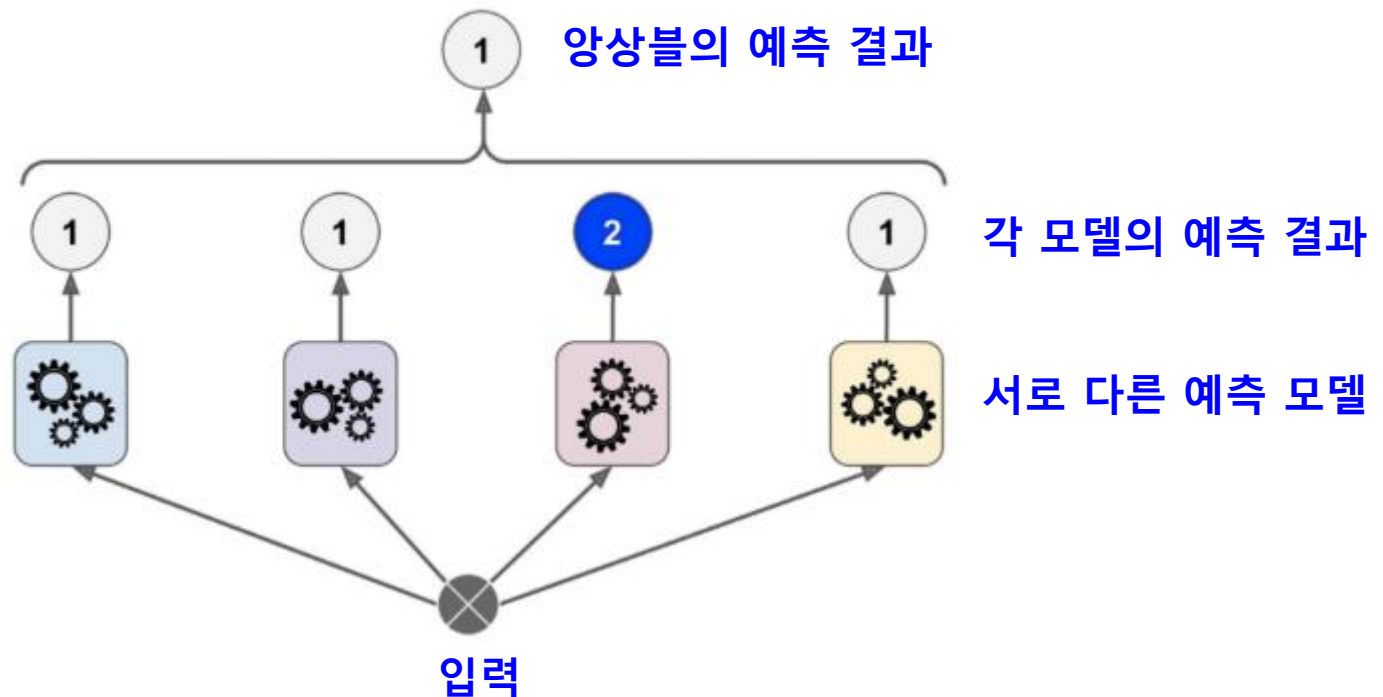 1 앙상블의 예측 결과
1 1 2 1 각 모델의 예측 결과
서로 다른 예측 모델
입력